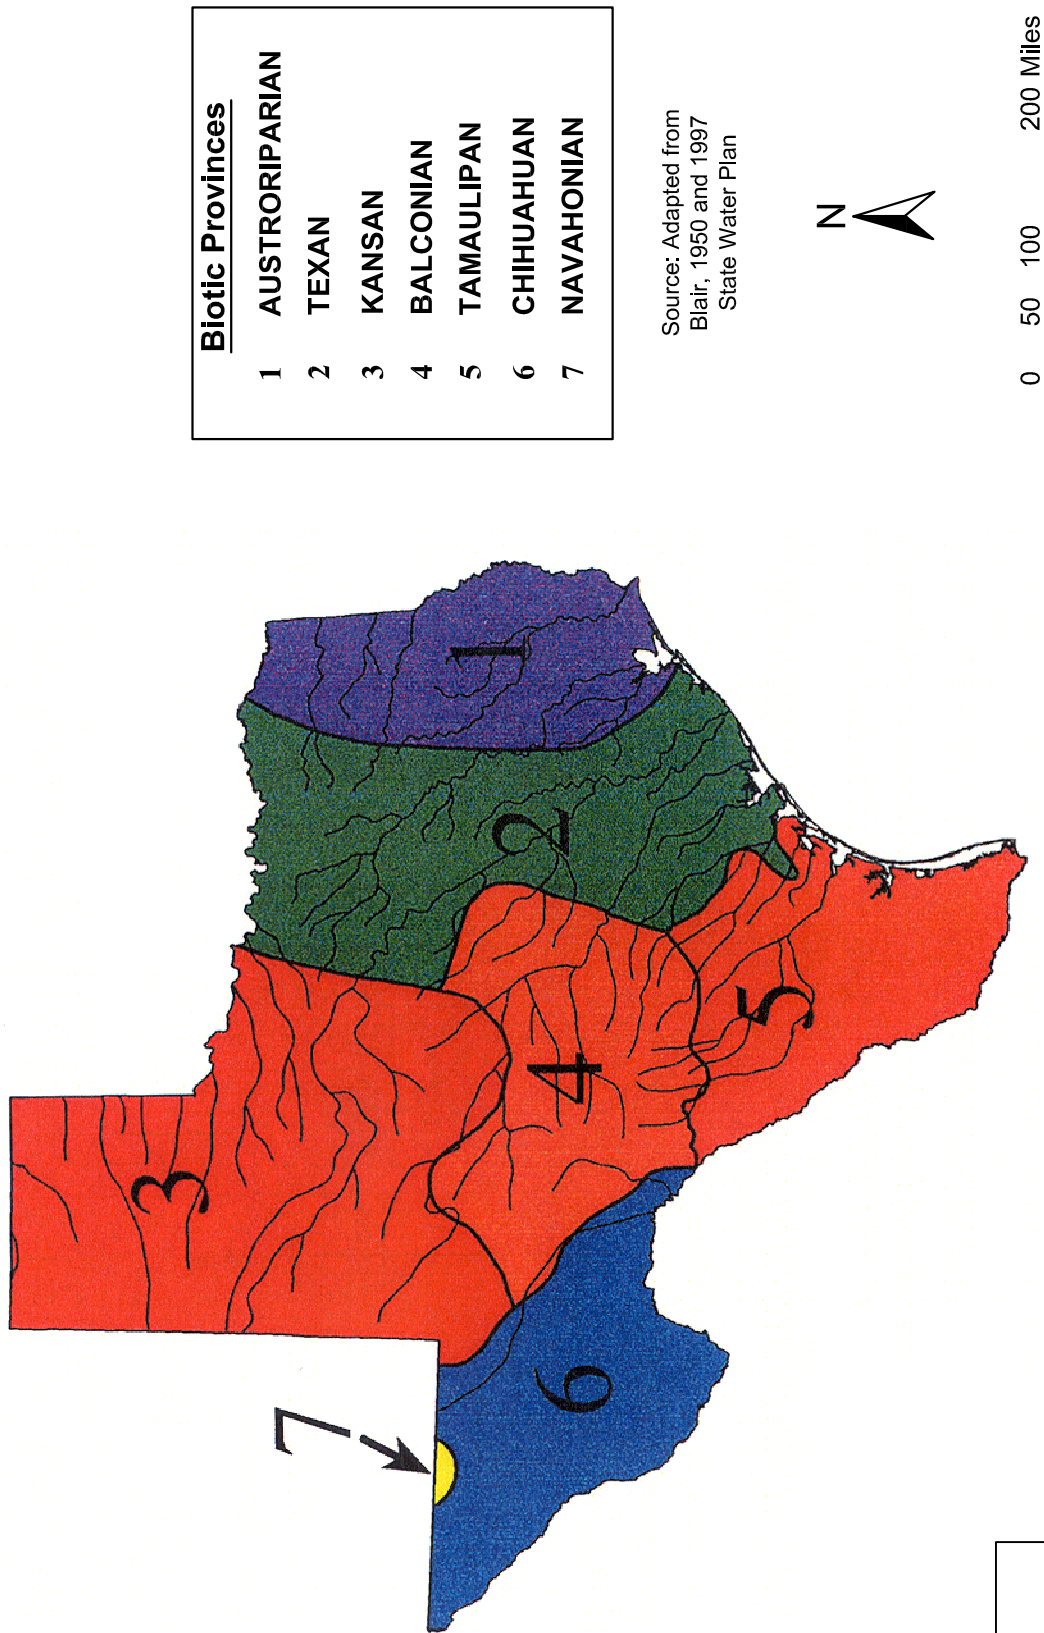 Biotic Provinces
1 AUSTRORIPARIAN
2 TEXAN
3 KANSAN
4 BALCONIAN
5 TAMAULIPAN
6 CHIHUAHUAN
7 NAVAHONIAN
Source: Adapted from
Blair, 1950 and 1997
State Water Plan
N
0 50 100 200 Miles
7
3
6
4
5
2
1